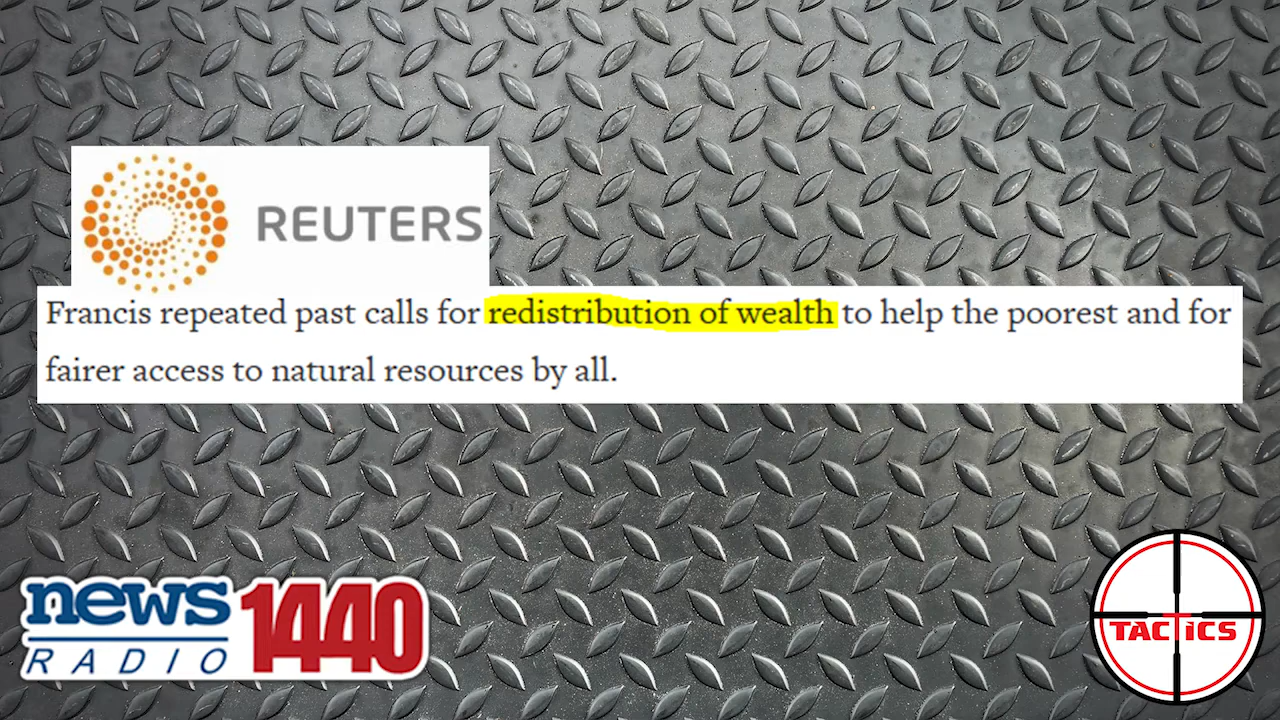 REUTERS
Francis repeated past calls for redistribution of wealth to help the poorest and for
fairer access to natural resources by all.
news 1440
RADIO
TACTiCS